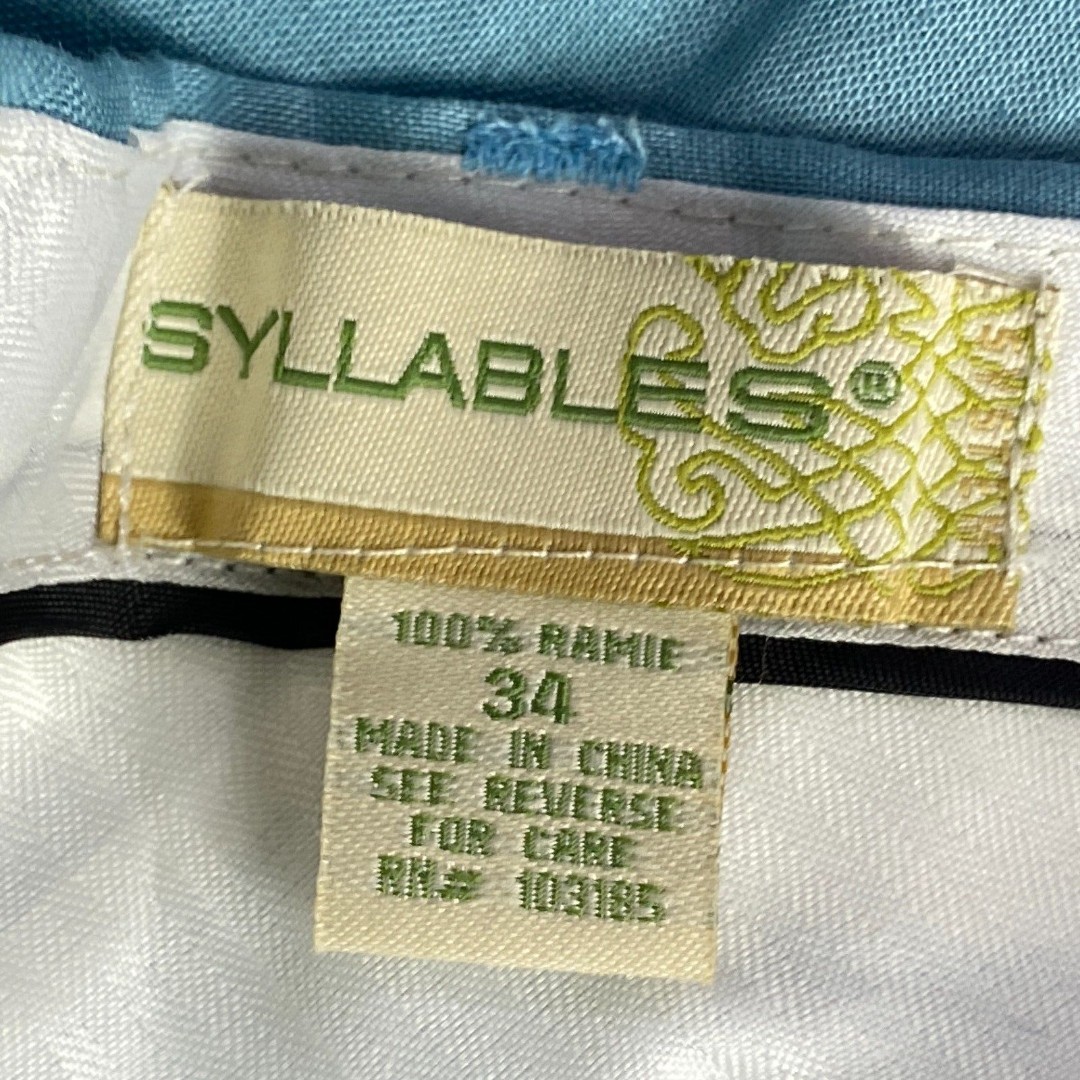 SYLLABLES®
100% RAMIE
34
MADE IN CHINA
SEE REVERSE
FOR CARE
RN.# 103185